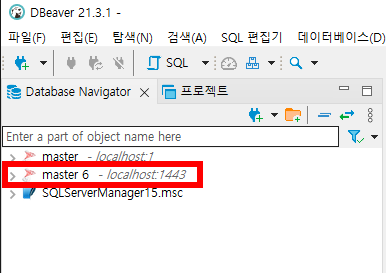 DBeaver 21.3.1 -
파일(F) 편집(E) 탐색(N) 검색(A) SQL 편집기 데이터베이스(D)
SQL
Database Navigator 프로젝트
Enter a part of object name here
master - localhost:1
master 6 - localhost:1443
SQLServerManager15.msc